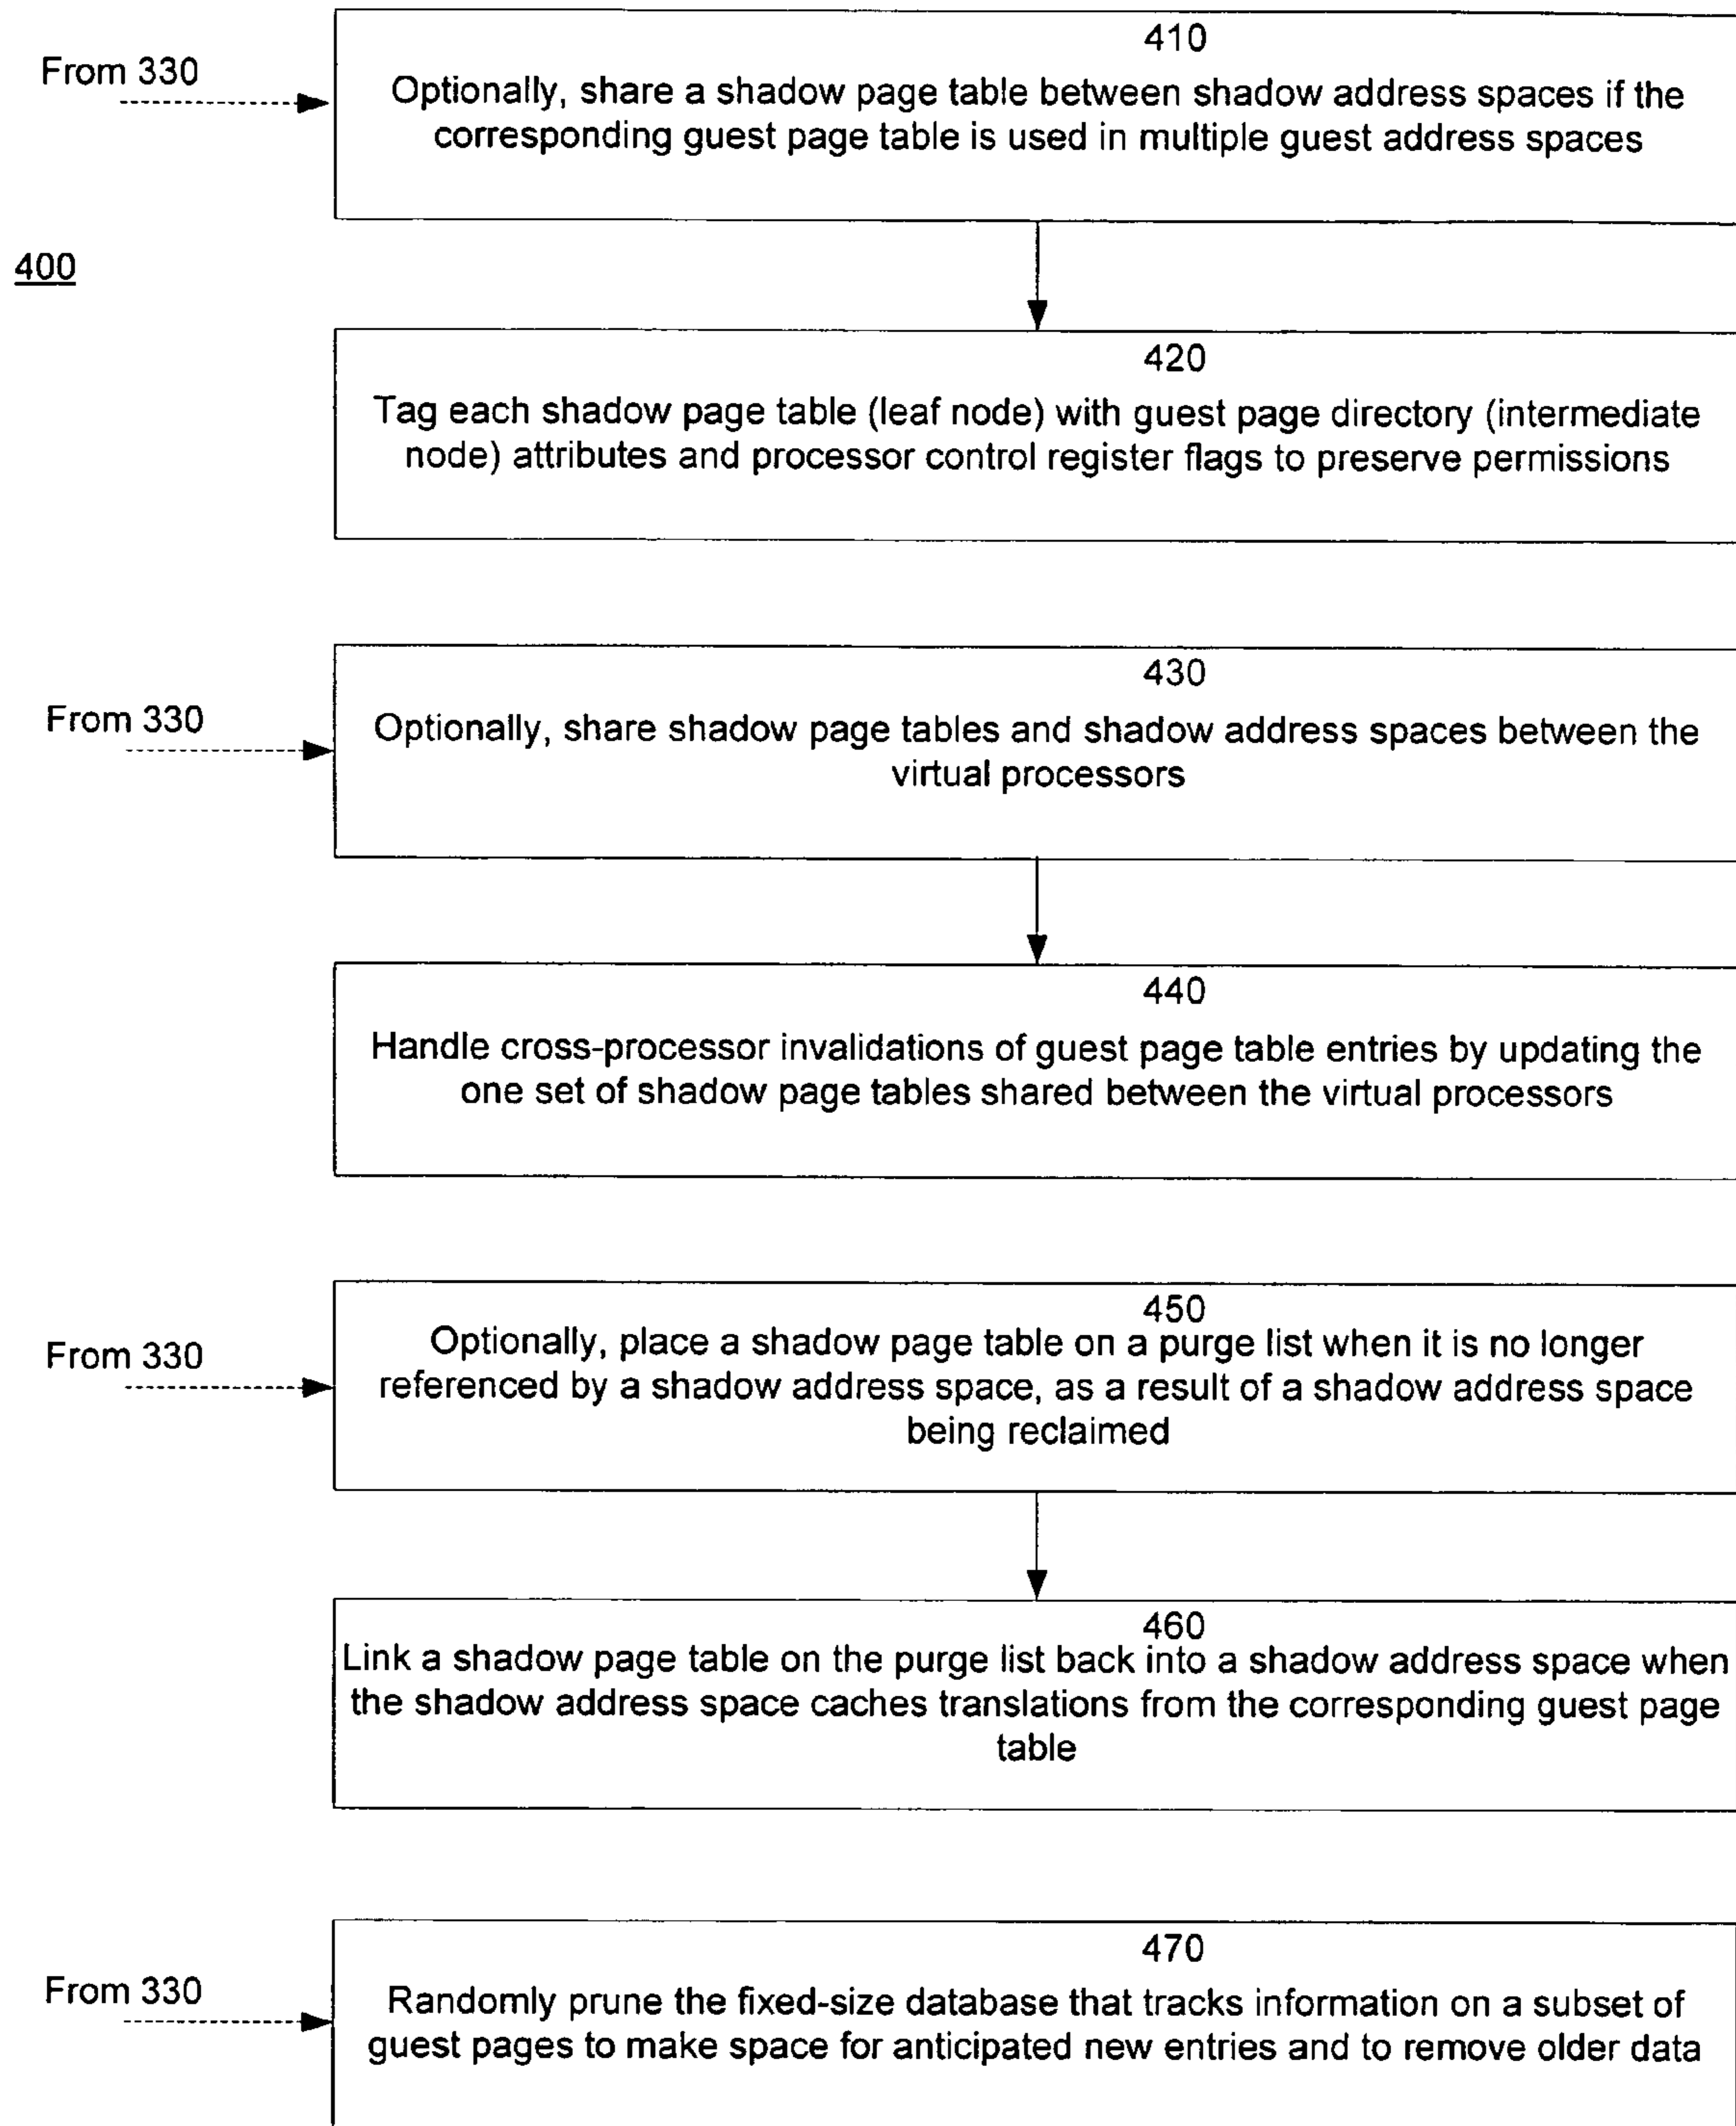 410
From 330
Optionally, share a shadow page table between shadow address spaces if the
corresponding guest page table is used in multiple guest address spaces
400
420
Tag each shadow page table (leaf node) with guest page directory (intermediate
node) attributes and processor control register flags to preserve permissions
430
From 330
Optionally, share shadow page tables and shadow address spaces between the
virtual processors
440
Handle cross-processor invalidations of guest page table entries by updating the
one set of shadow page tables shared between the virtual processors
450
From 330
Optionally, place a shadow page table on a purge list when it is no longer
referenced by a shadow address space, as a result of a shadow address space
being reclaimed
460
Link a shadow page table on the purge list back into a shadow address space when
the shadow address space caches translations from the corresponding guest page
table
470
From 330
Randomly prune the fixed-size database that tracks information on a subset of
guest pages to make space for anticipated new entries and to remove older data